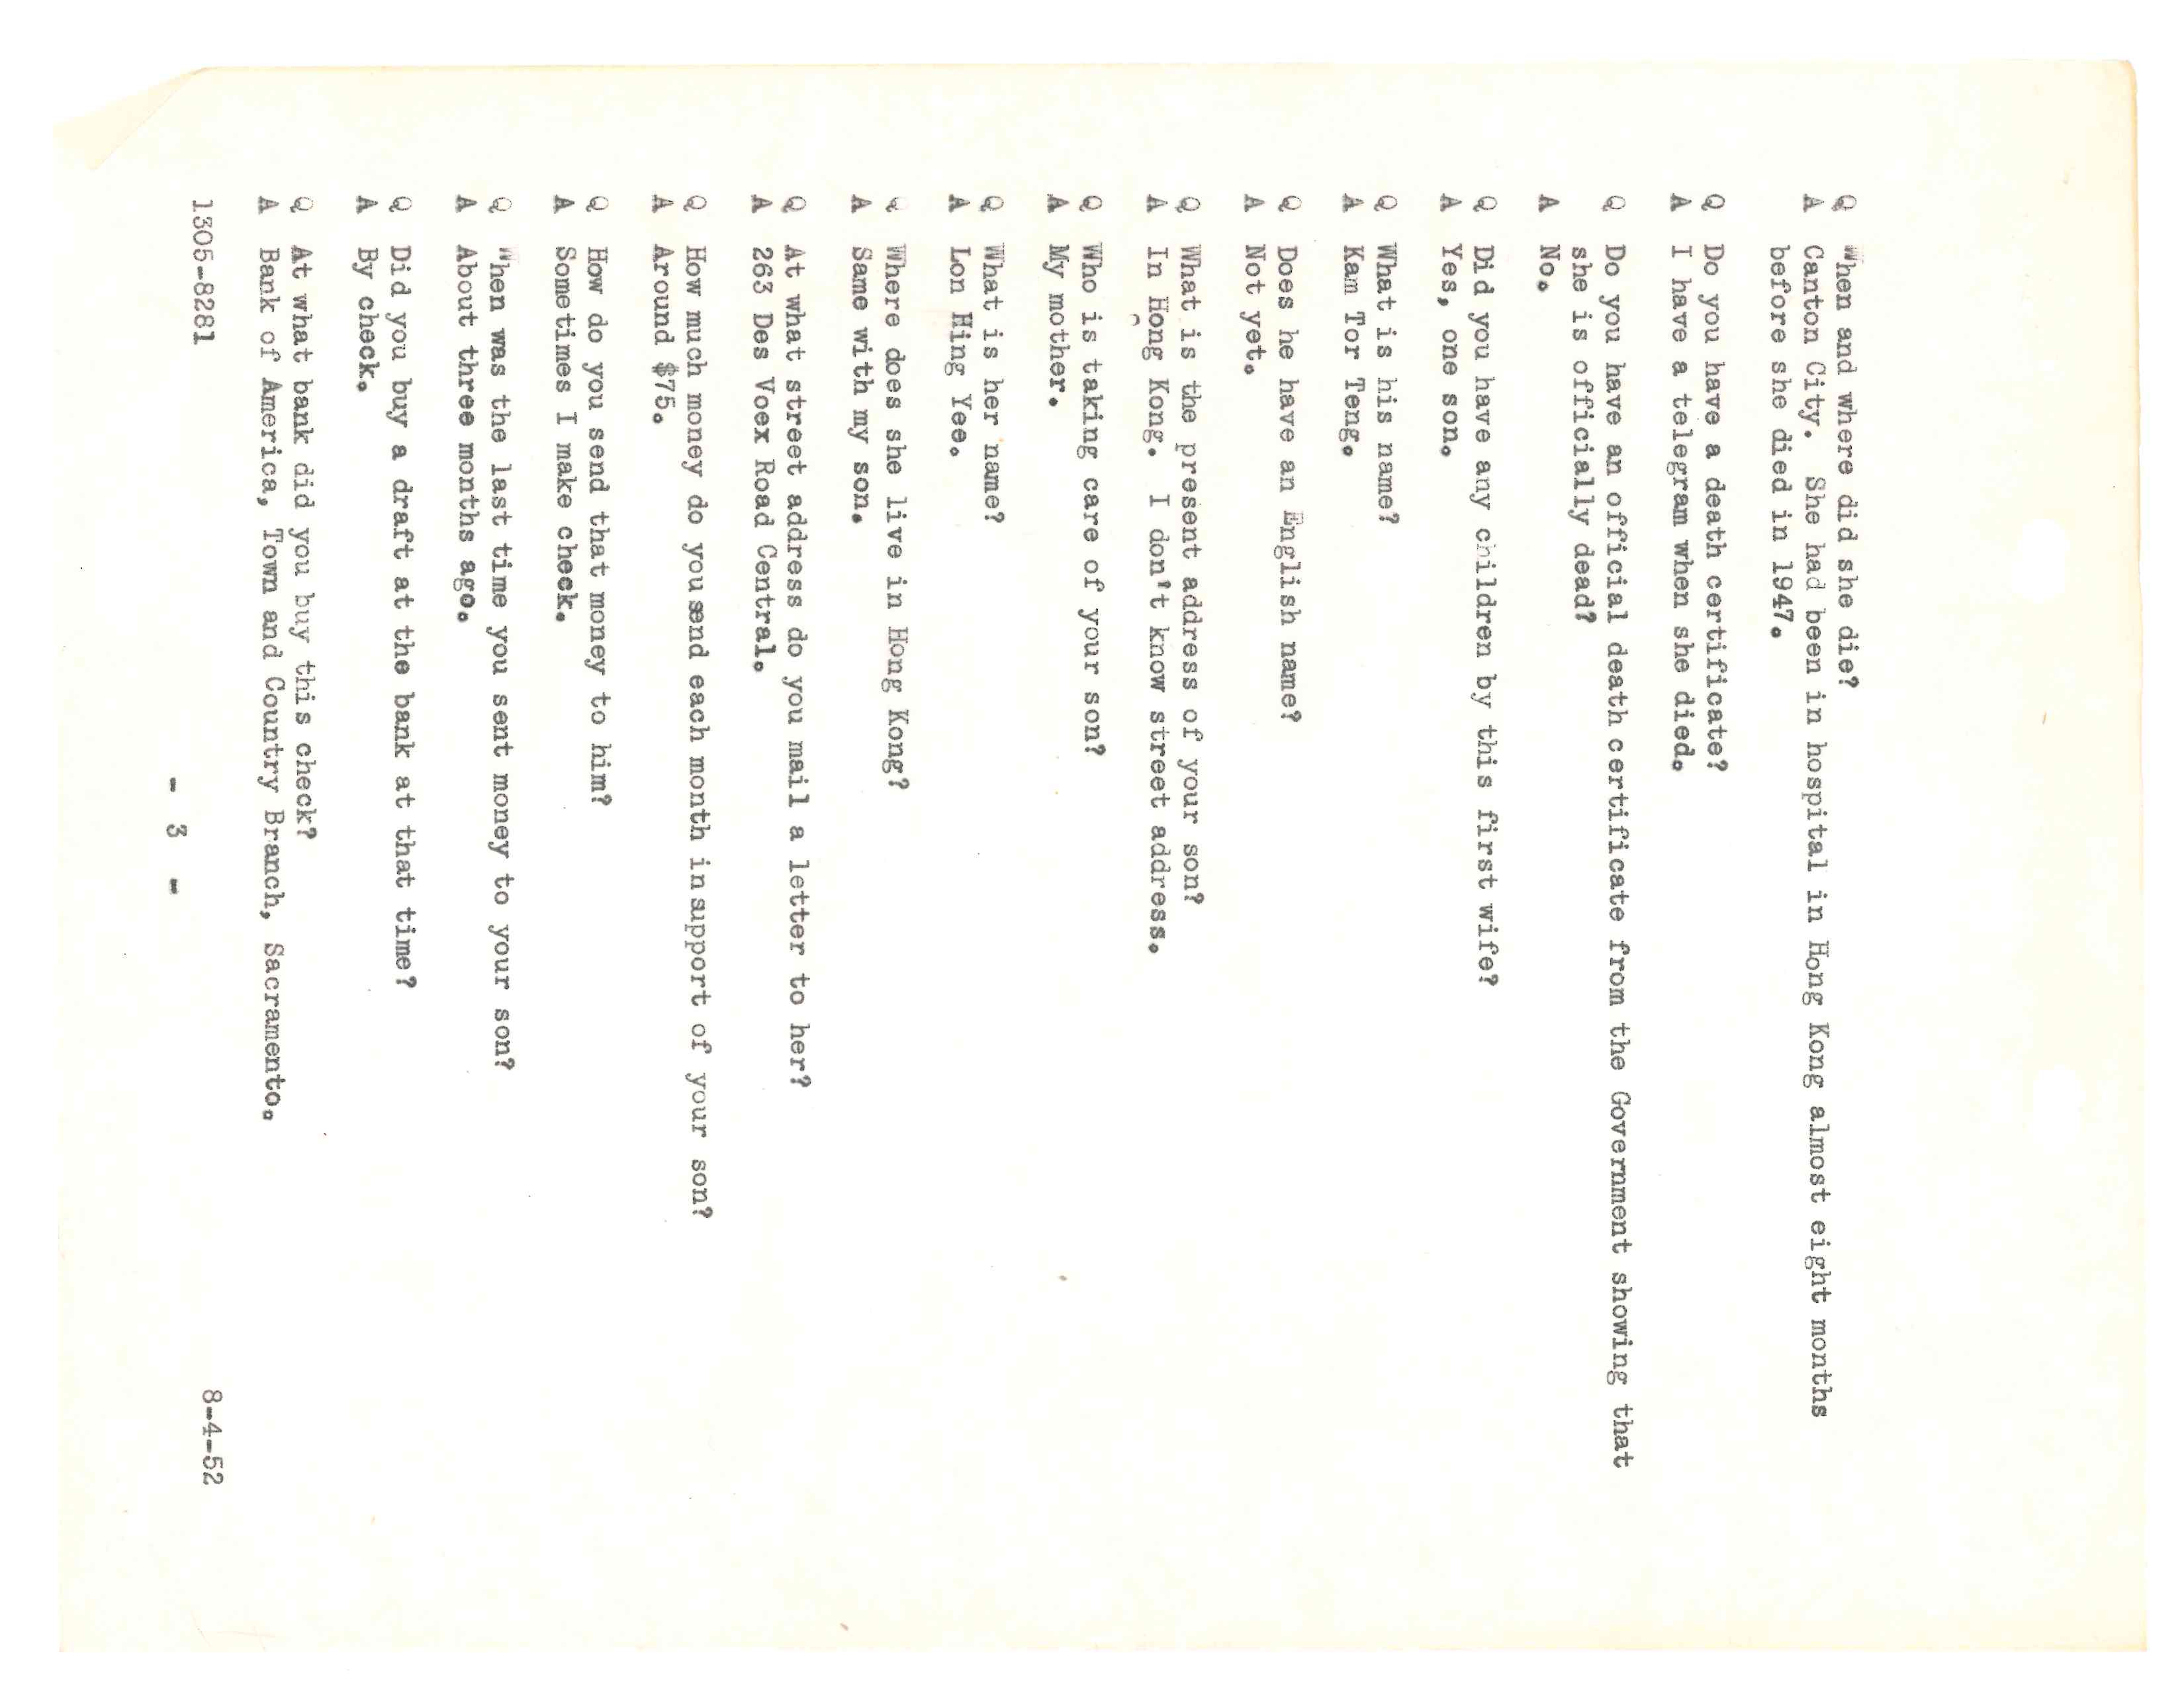 Q When and where did she die?
A Canton City. She had been in hospital in Hong Kong almost eight months
before she died in 1947.
Q Do you have a death certificate?
A I have a telegram when she died.
Q Do you have an official death certificate from the Government showing that
she is officially dead?
A No.
Q Did you have any children by this first wife?
A Yes, one son.
Q What is his name?
A Kam Tor Teng.
Q Does he have an English name?
A Not yet.
Q What is the present address of your son?
A In Hong Kong. I don't know street address.
Q Who is taking care of your son?
A My mother.
Q What is her name?
A Lon Hing Yee.
Q Where does she live in Hong Kong?
A Same with my son.
Q At what street address do you mail a letter to her?
A 263 Des Voex Road Central.
Q How much money do you send each month in support of your son?
A Around $75.
Q How do you send that money to him?
A Sometimes I make check.
Q When was the last time you sent money to your son?
A About three months ago.
Q Did you buy a draft at the bank at that time?
A By check.
Q At what bank did you buy this check?
A Bank of America, Town and Country Branch, Sacramento.
1305-8281 8-4-52
- 3 -